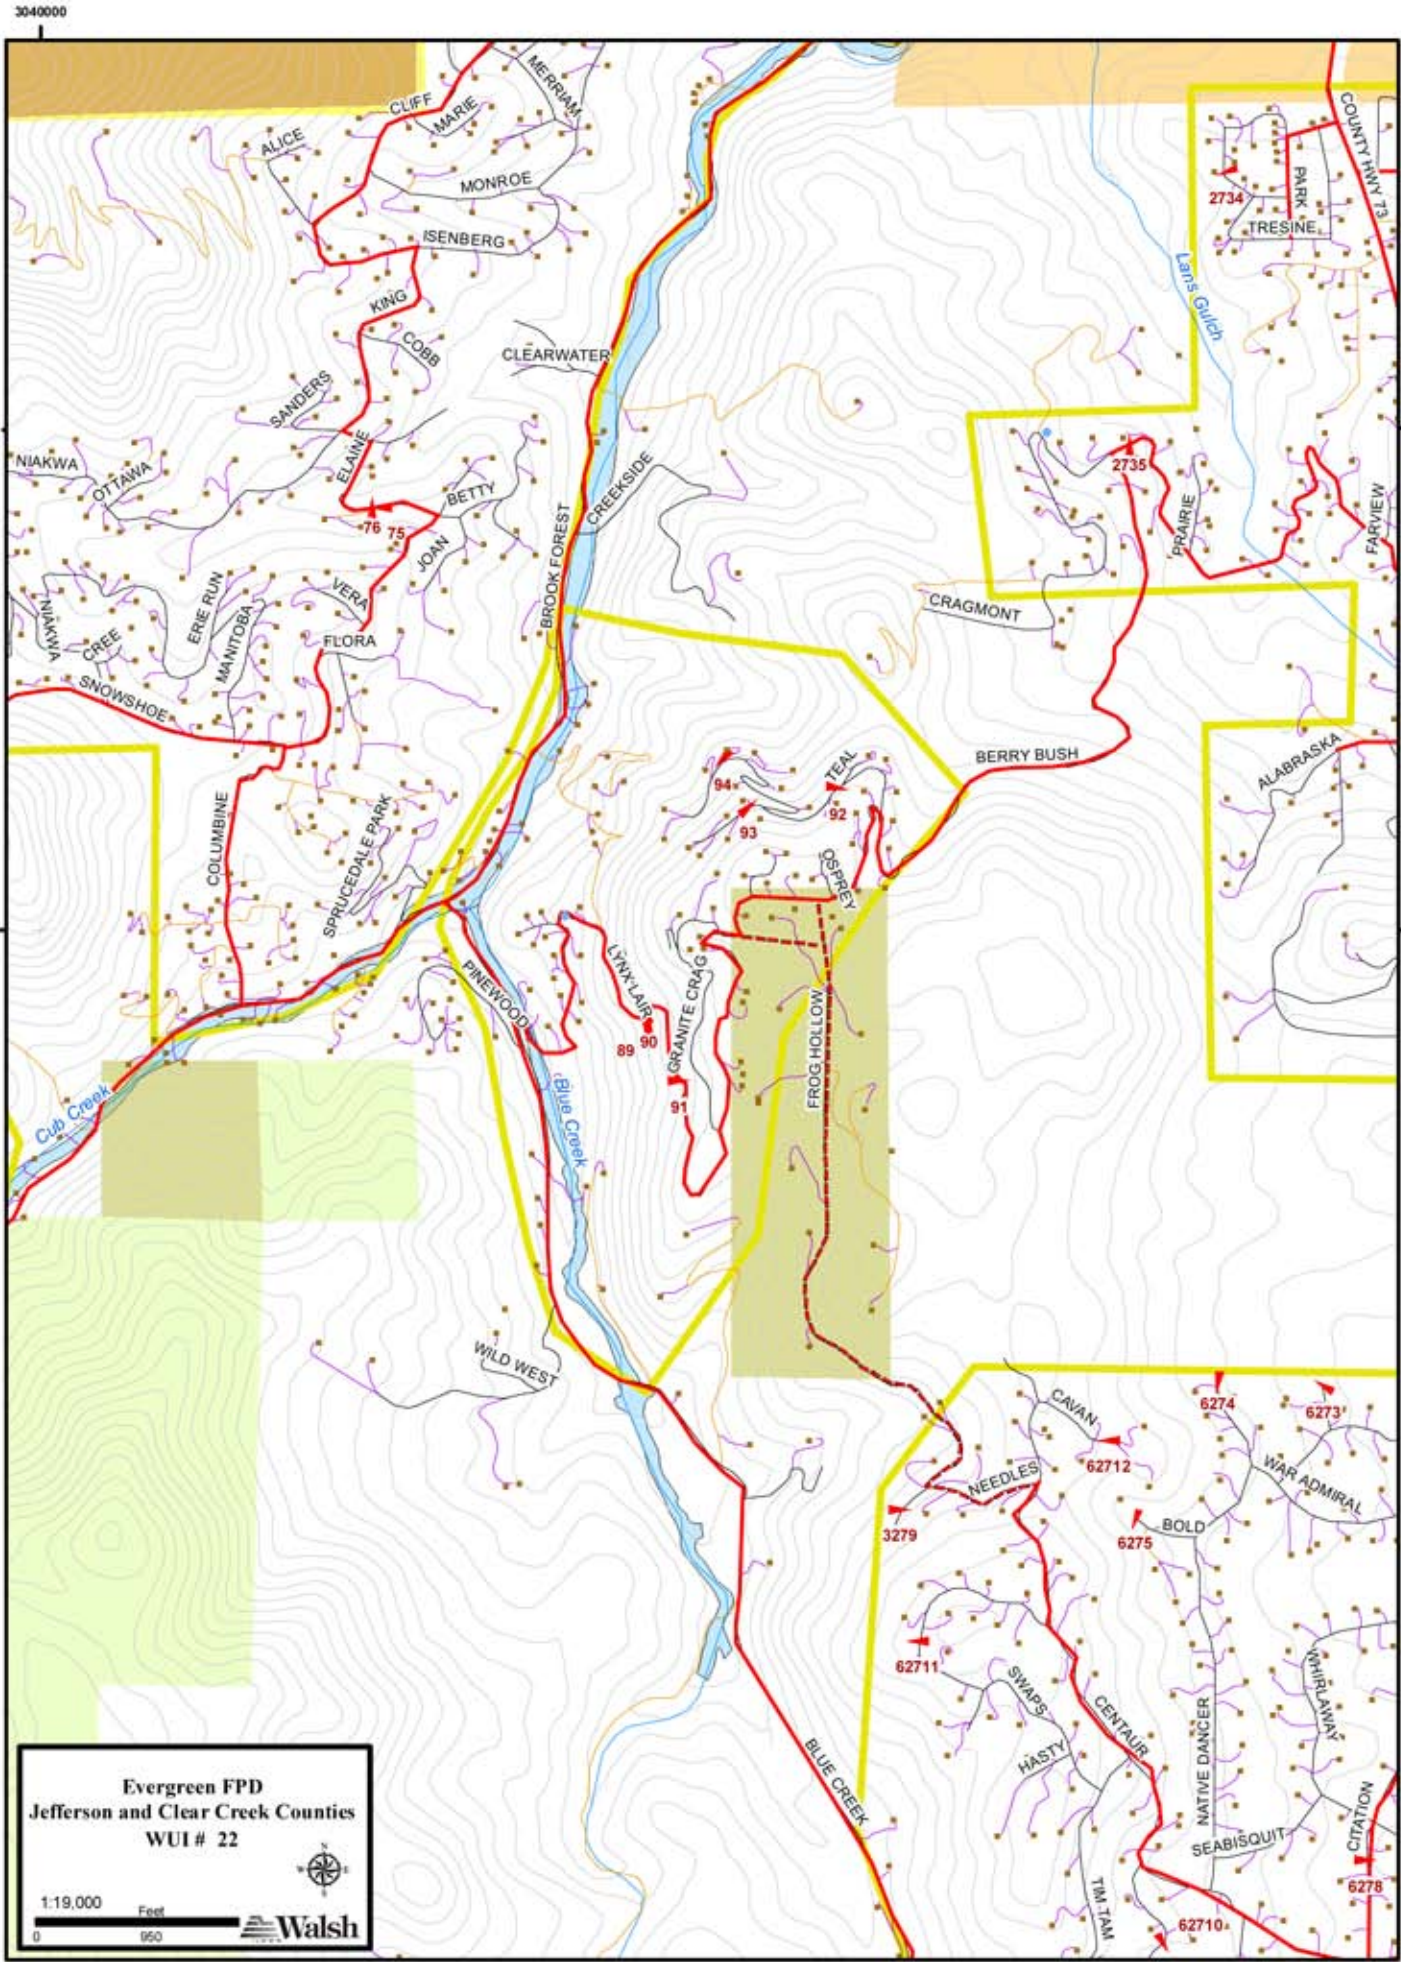 3040000
MERRIAM
CLIFF
MARIE
COUNTY HWY 73
ALICE
MONROE
PARK
2734
TRESINE
ISENBERG
Lans Gulch
KING
COBB
CLEARWATER
SANDERS
ELAINE
NIAKWA
OTTAWA
BETTY
CREEKSIDE
2735
PRAIRIE
FARVIEW
76
75
JOAN
BROOK FOREST
NIAKWA
CREE
ERIE RUN
MANITOBA
VERA
FLORA
CRAGMONT
SNOWSHOE
BERRY BUSH
ALABRASKA
TEAL
94
93
92
COLUMBINE
SPRUCEDALE PARK
OSPREY
PINEWOOD
LYNX LAIR
GRANITE CRAG
FROG HOLLOW
89
90
91
Cub Creek
Blue Creek
WILD WEST
CAVAN
6274
6273
62712
NEEDLES
WAR ADMIRAL
3279
6275
BOLD
62711
SWAPS
HASTY
CENTAUR
NATIVE DANCER
WHIRLAWAY
BLUE CREEK
SEABISQUIT
CITATION
6278
TIM TAM
62710
Evergreen FPD
Jefferson and Clear Creek Counties
WUI # 22
N
W
E
S
1:19,000
Feet
0
950
Walsh